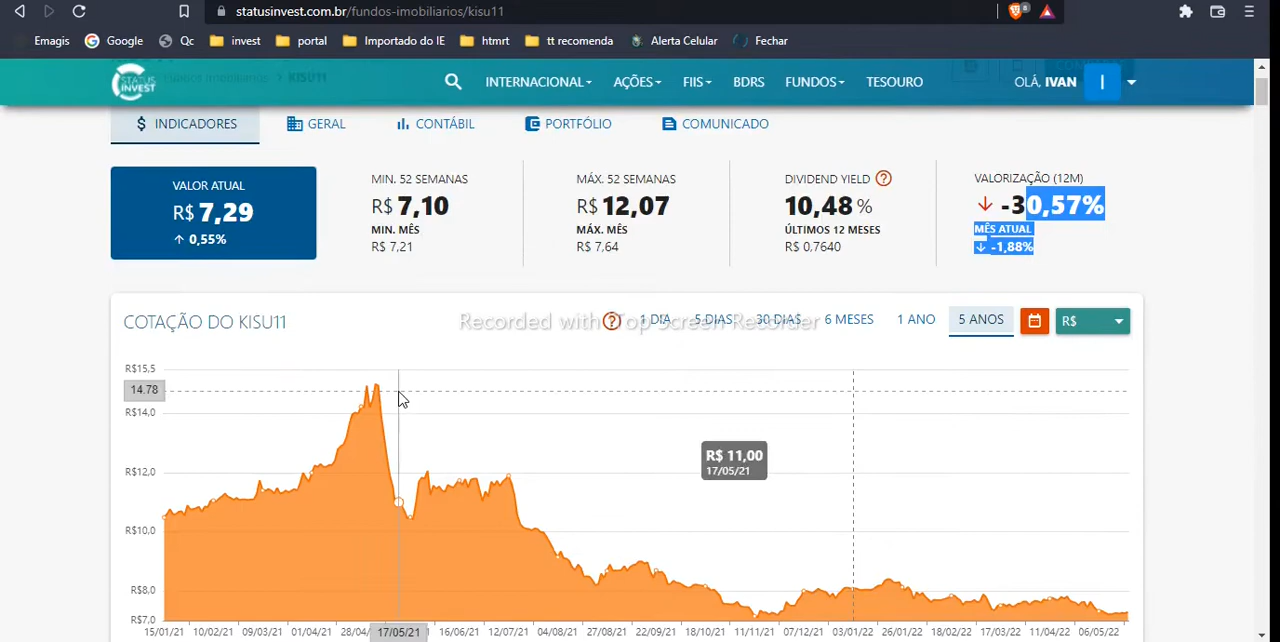 statusinvest.com.br/fundos-imobiliarios/kisu11
8
Emagis Google Qc invest portal Importado do IE htmrt tt recomenda Alerta Celular Fechar
KISU11
STATUS INVEST INTERNACIONAL AÇÕES FIIS BDRS FUNDOS TESOURO OLÁ, IVAN I
$ INDICADORES GERAL CONTÁBIL PORTFÓLIO COMUNICADO
VALOR ATUAL
R$ 7,29
↑ 0,55%
MIN. 52 SEMANAS
R$ 7,10
MIN. MÊS
R$ 7,21
MÁX. 52 SEMANAS
R$ 12,07
MÁX. MÊS
R$ 7,64
DIVIDEND YIELD ?
10,48 %
ÚLTIMOS 12 MESES
R$ 0,7640
VALORIZAÇÃO (12M)
↓ -30,57%
MÊS ATUAL
↓ -1,88%
COTAÇÃO DO KISU11
? 1 DIA 5 DIAS 30 DIAS 6 MESES 1 ANO 5 ANOS R$
Recorded with iTop Screen Recorder
R$15,5
14.78
R$14,0
R$12,0
R$10,0
R$8,0
R$7,0
R$ 11,00
17/05/21
15/01/21 10/02/21 09/03/21 01/04/21 28/04/ 17/05/21 16/06/21 12/07/21 04/08/21 27/08/21 22/09/21 18/10/21 11/11/21 07/12/21 03/01/22 26/01/22 18/02/22 17/03/22 11/04/22 06/05/22